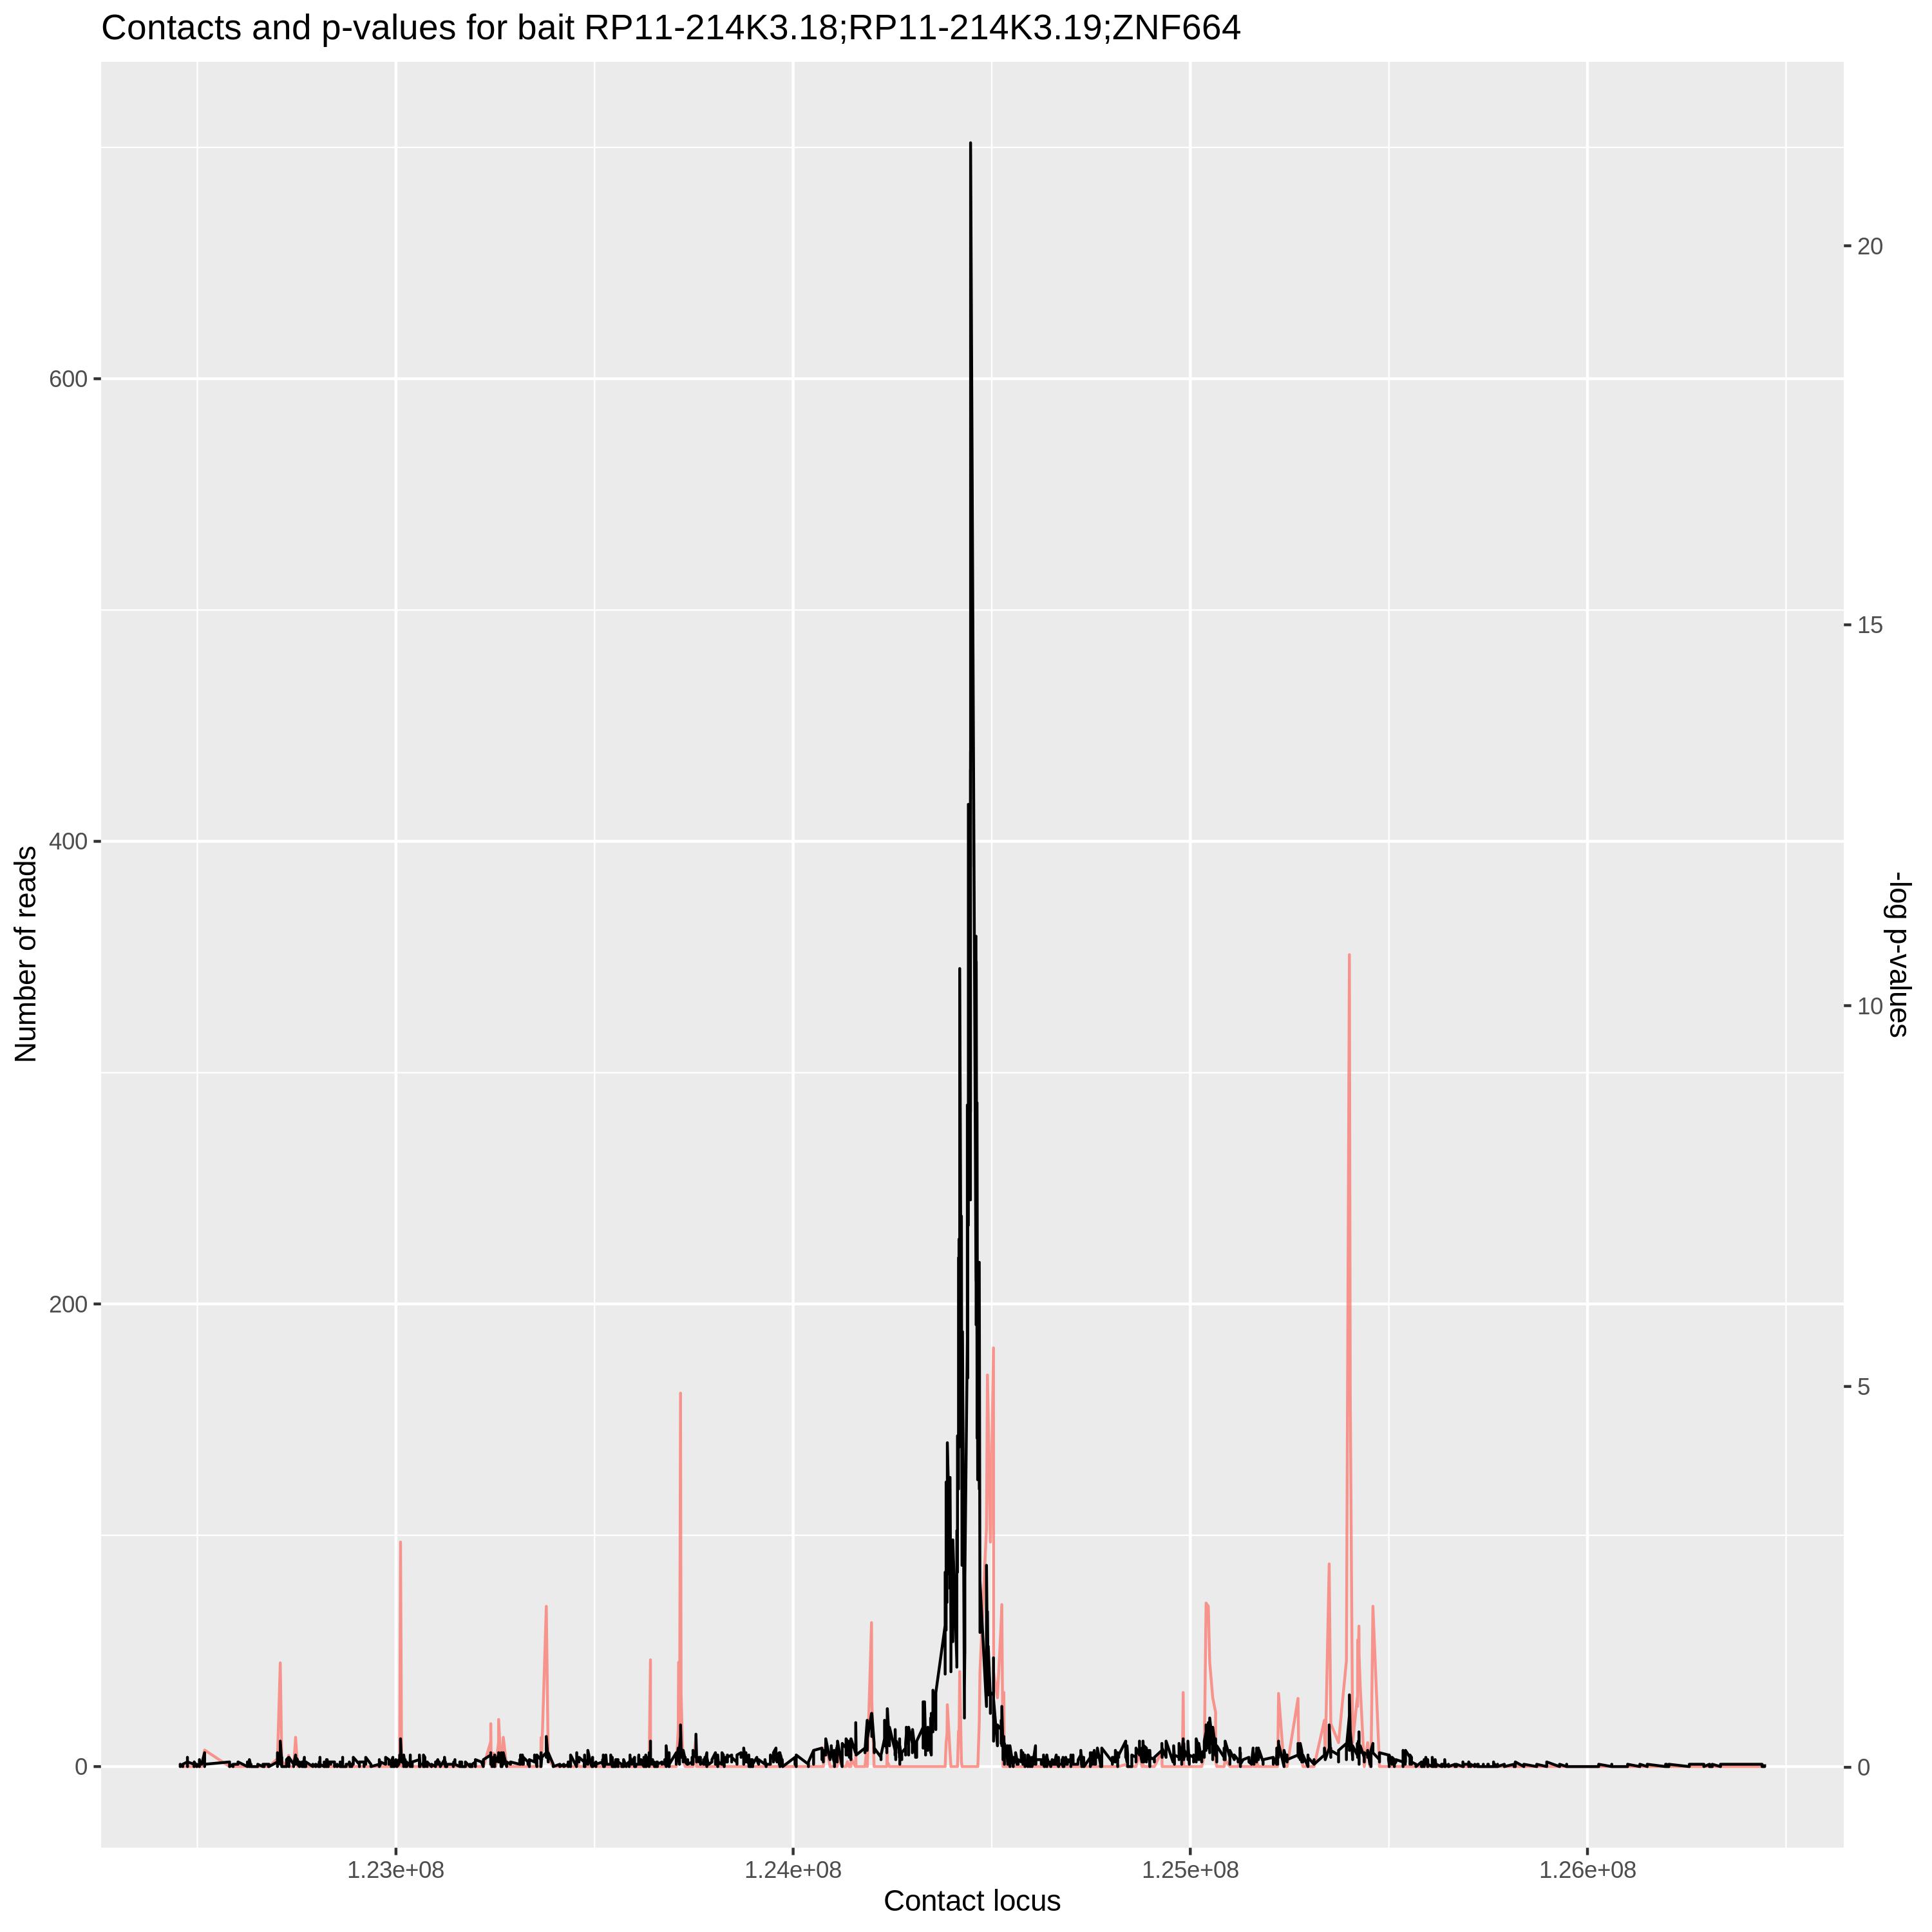 Contacts and p-values for bait RP11-214K3.18;RP11-214K3.19;ZNF664
Number of reads
600
400
200
0
20
15
10
5
0
-log p-values
1.23e+08
1.24e+08
1.25e+08
1.26e+08
Contact locus